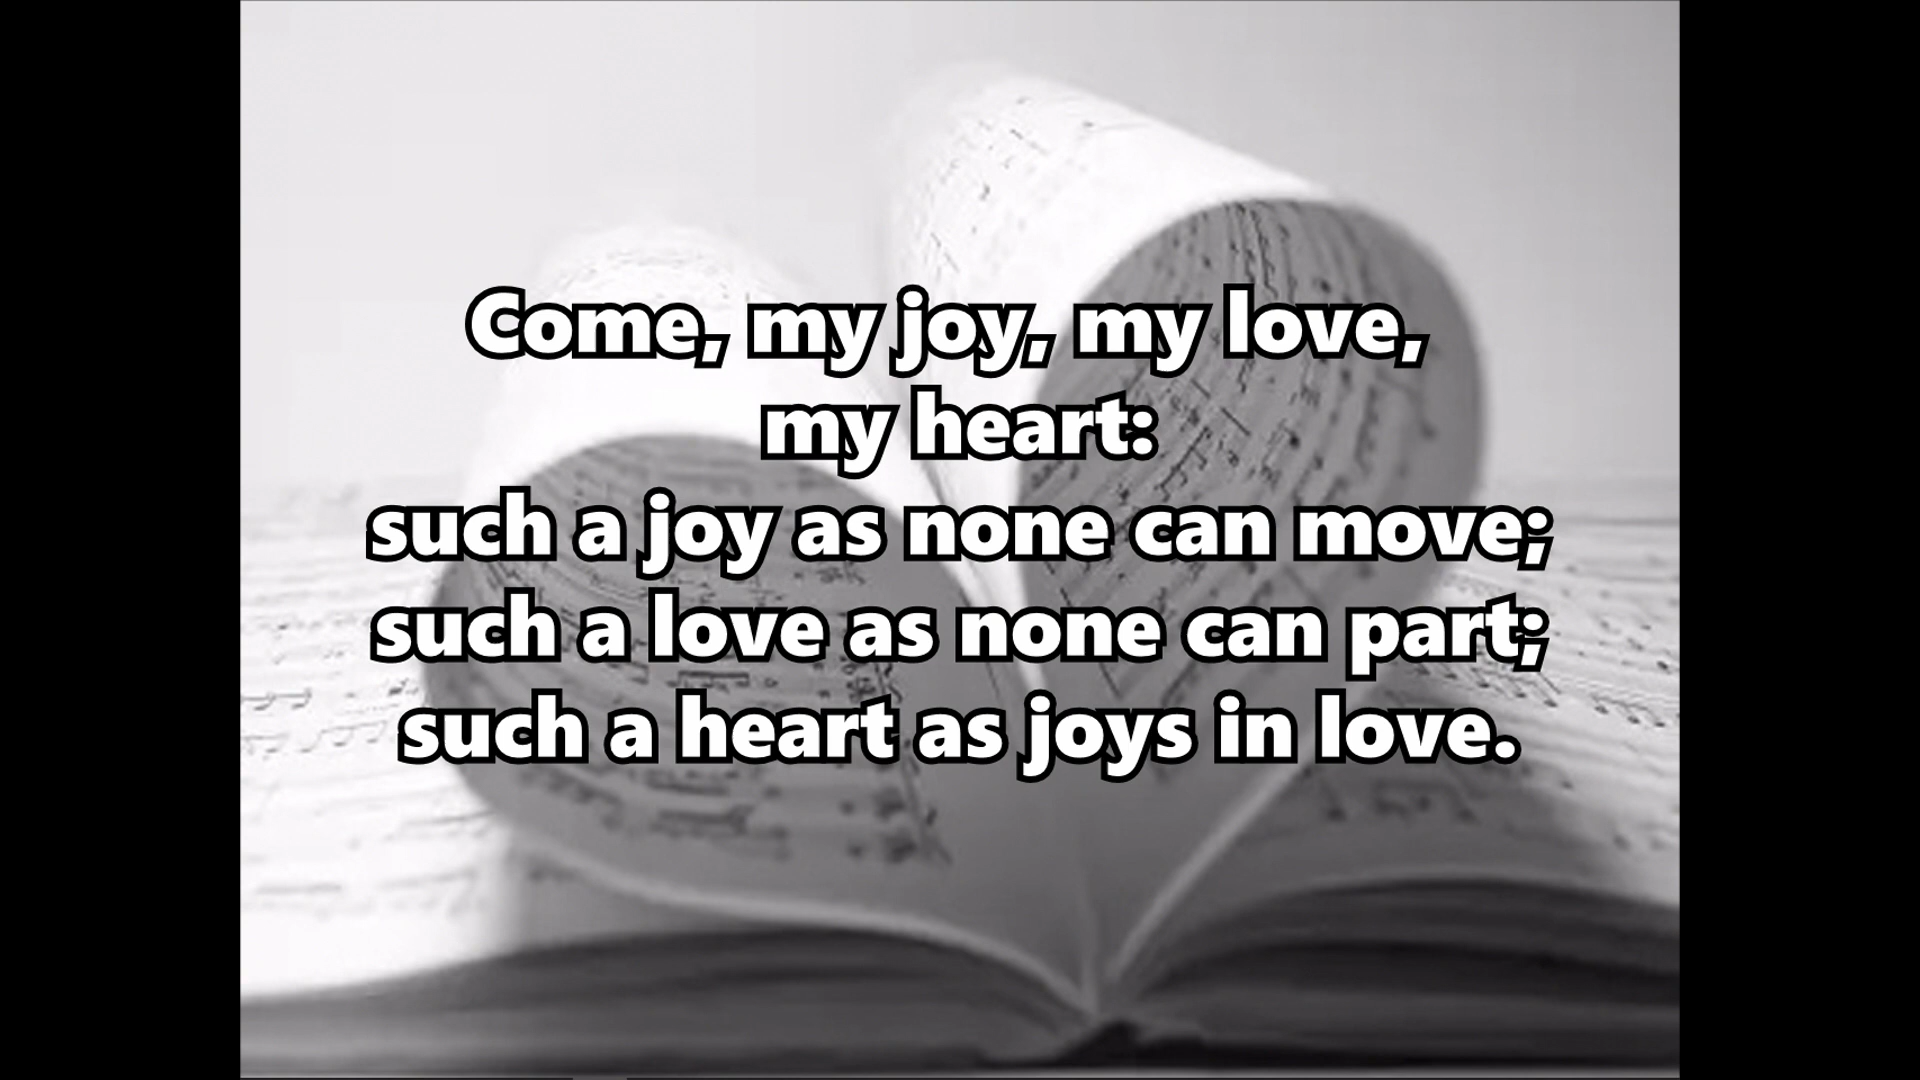 Come, my joy, my love,
my heart:
such a joy as none can move;
such a love as none can part;
such a heart as joys in love.